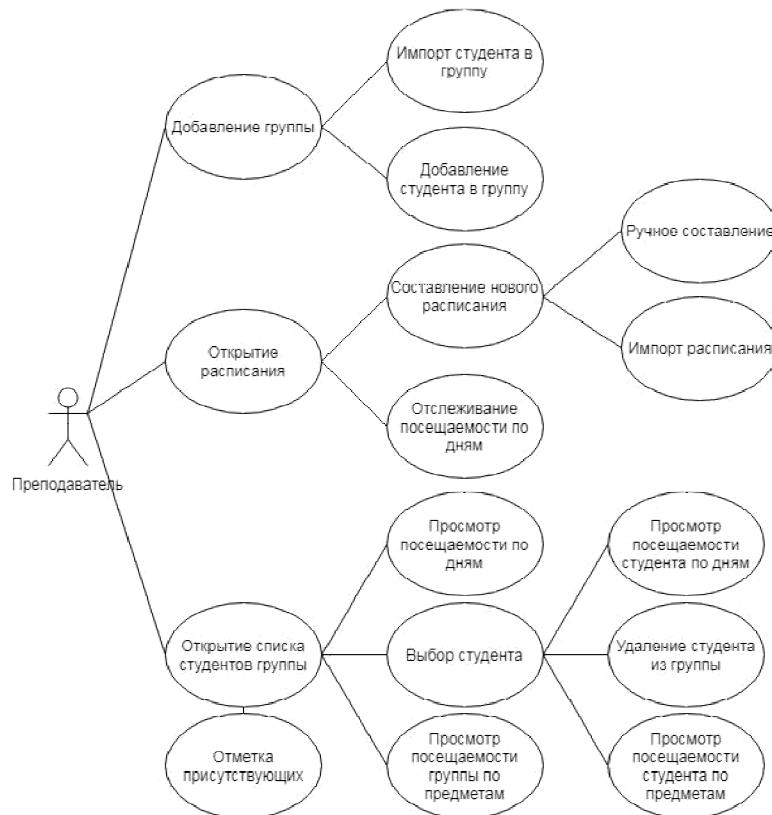 Импорт студента в
группу
Добавление группы
Добавление
студента в группу
Ручное составление
Составление нового
расписания
Импорт расписания
Открытие
расписания
Отслеживание
посещаемости по
дням
Преподаватель
Просмотр
посещаемости по
дням
Просмотр
посещаемости
студента по дням
Открытие списка
студентов группы
Выбор студента
Удаление студента
из группы
Отметка
присутствующих
Просмотр
посещаемости
группы по
предметам
Просмотр
посещаемости
студента по
предметам